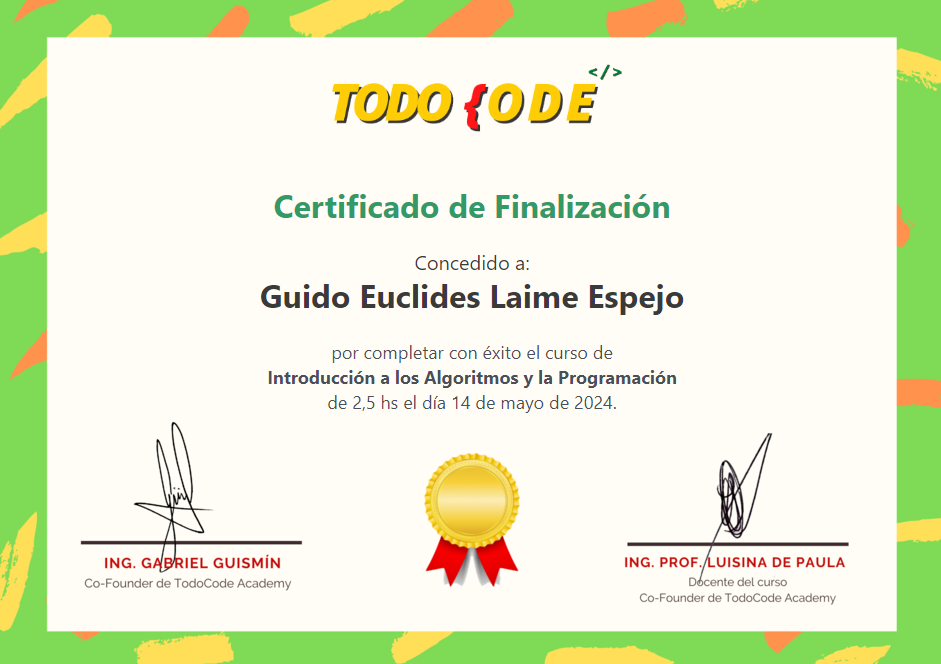 TODO {ODE </>
Certificado de Finalización
Concedido a:
Guido Euclides Laime Espejo
por completar con éxito el curso de
Introducción a los Algoritmos y la Programación
de 2,5 hs el día 14 de mayo de 2024.
ING. GABRIEL GUISMÍN
Co-Founder de TodoCode Academy
ING. PROF. LUISINA DE PAULA
Docente del curso
Co-Founder de TodoCode Academy